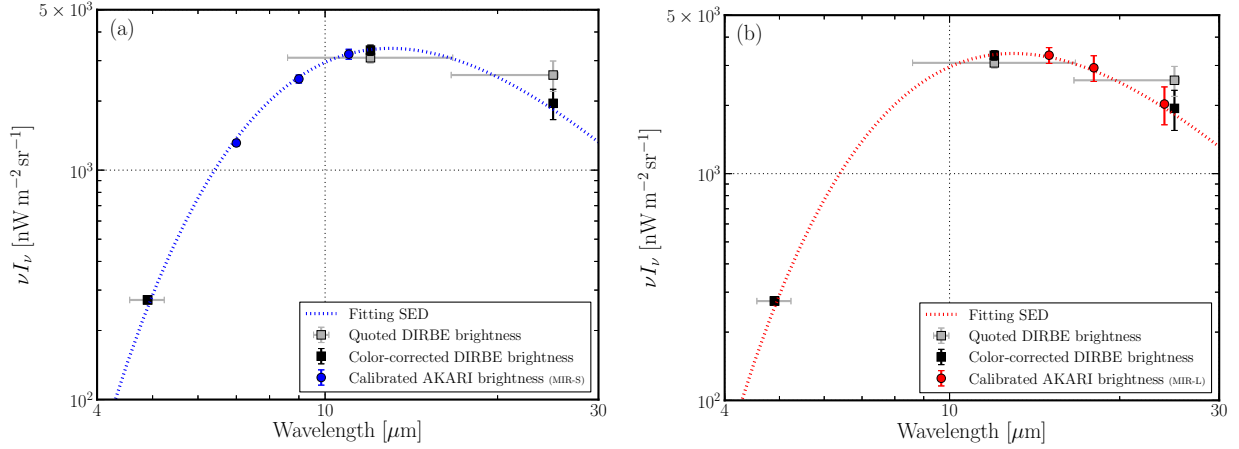 (a)
5 × 10³
10³
10²
νI_ν [nW m⁻² sr⁻¹]
4
10
30
Wavelength [μm]
Fitting SED
Quoted DIRBE brightness
Color-corrected DIRBE brightness
Calibrated AKARI brightness (MIR-S)
(b)
5 × 10³
10³
10²
νI_ν [nW m⁻² sr⁻¹]
4
10
30
Wavelength [μm]
Fitting SED
Quoted DIRBE brightness
Color-corrected DIRBE brightness
Calibrated AKARI brightness (MIR-L)